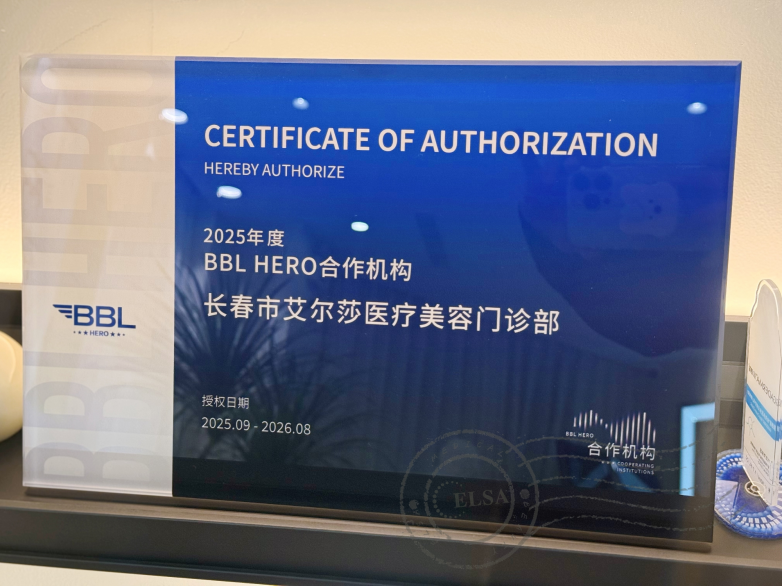 CERTIFICATE OF AUTHORIZATION
HEREBY AUTHORIZE
2025年度
BBL HERO合作机构
长春市艾尔莎医疗美容门诊部
BBL HERO
BBL
HERO
授权日期
2025.09 - 2026.08
BBL HERO
合作机构
COOPERATING
INSTITUTIONS
ELSA